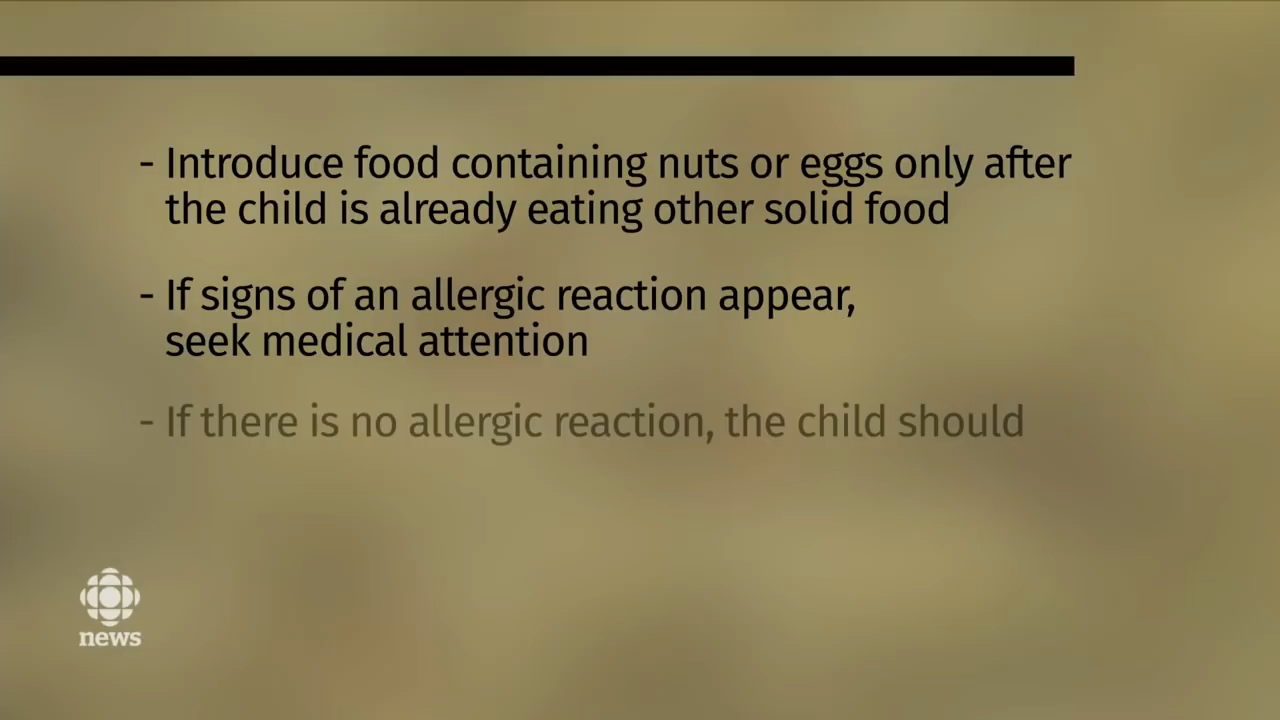 - Introduce food containing nuts or eggs only after
the child is already eating other solid food
- If signs of an allergic reaction appear,
seek medical attention
- If there is no allergic reaction, the child should
news